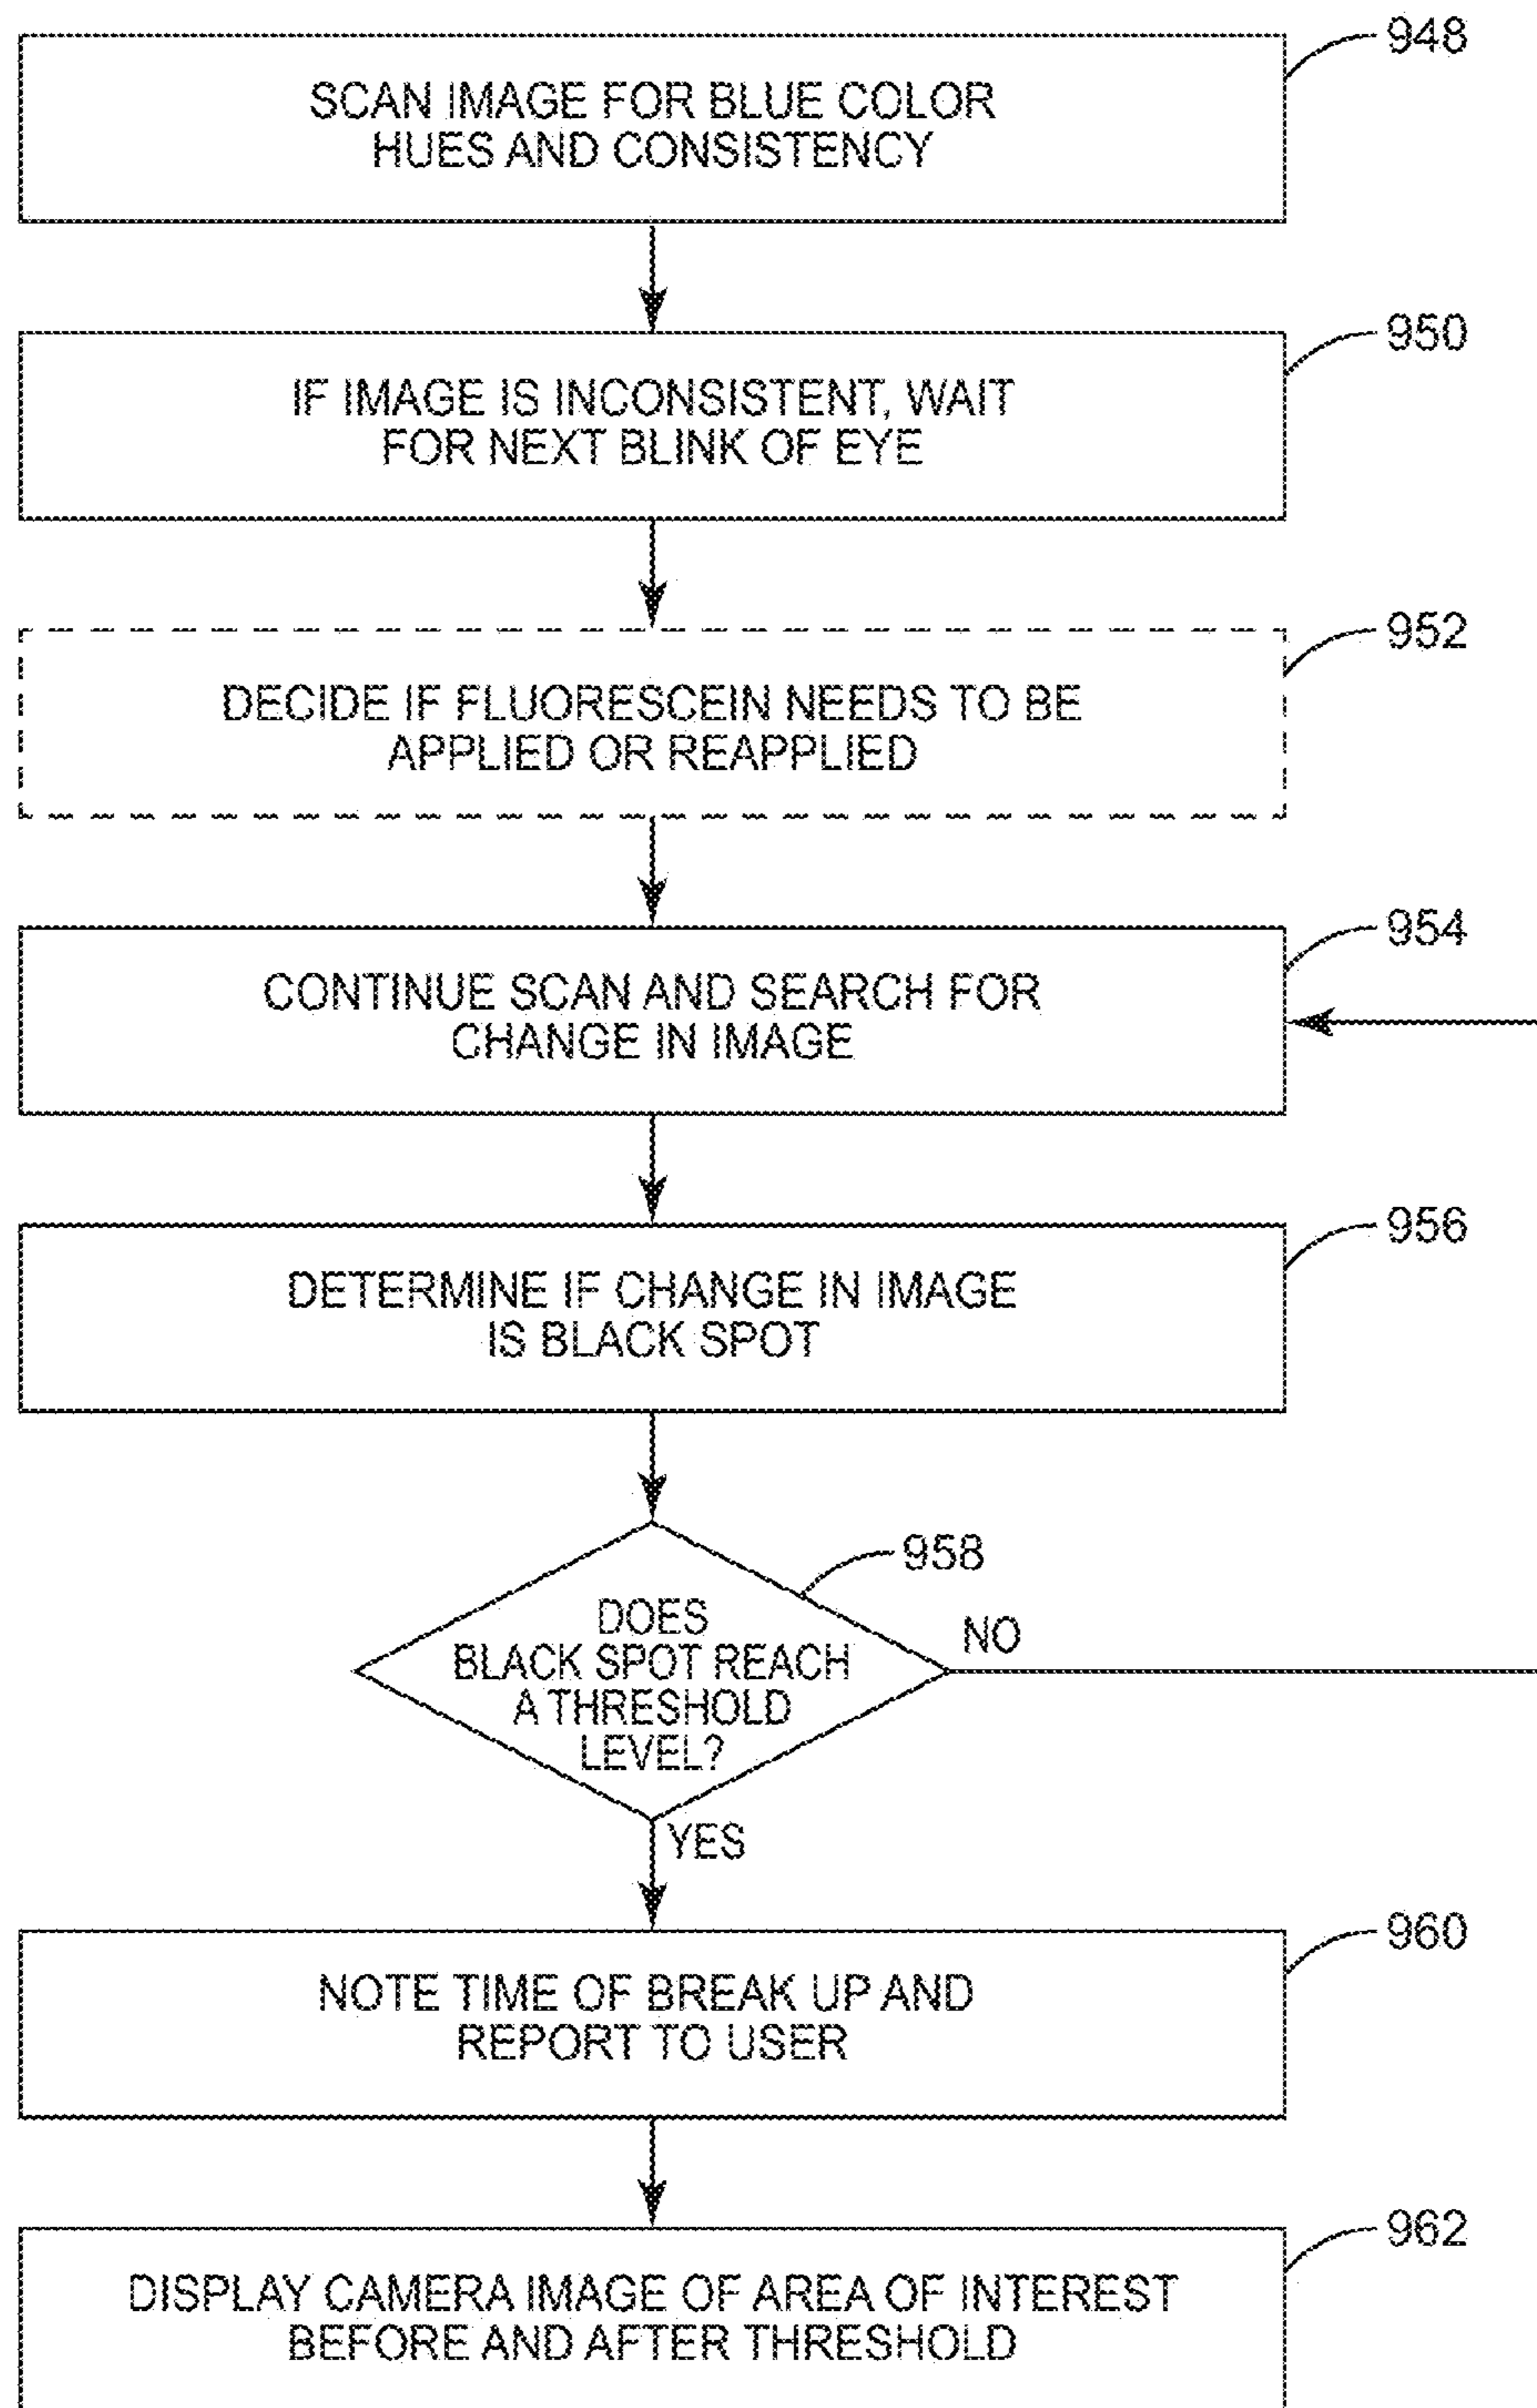 948
SCAN IMAGE FOR BLUE COLOR
HUES AND CONSISTENCY
950
IF IMAGE IS INCONSISTENT, WAIT
FOR NEXT BLINK OF EYE
952
DECIDE IF FLUORESCEIN NEEDS TO BE
APPLIED OR REAPPLIED
954
CONTINUE SCAN AND SEARCH FOR
CHANGE IN IMAGE
956
DETERMINE IF CHANGE IN IMAGE
IS BLACK SPOT
958
DOES
BLACK SPOT REACH
A THRESHOLD
LEVEL?
NO
YES
960
NOTE TIME OF BREAK UP AND
REPORT TO USER
962
DISPLAY CAMERA IMAGE OF AREA OF INTEREST
BEFORE AND AFTER THRESHOLD